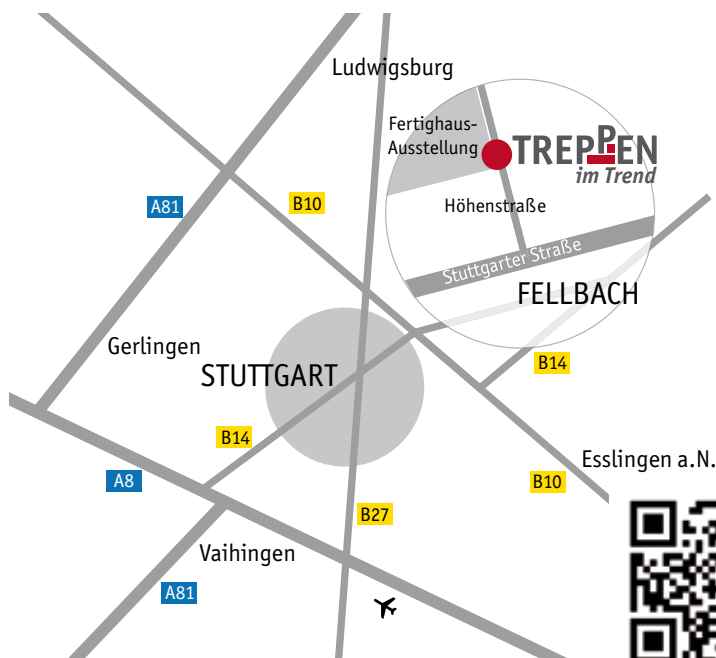 Ludwigsburg
Fertighaus-
Ausstellung
TREPPEN
im Trend
A81
B10
Höhenstraße
Stuttgarter Straße
FELLBACH
Gerlingen
STUTTGART
B14
B14
Esslingen a.N.
A8
B10
B27
Vaihingen
A81